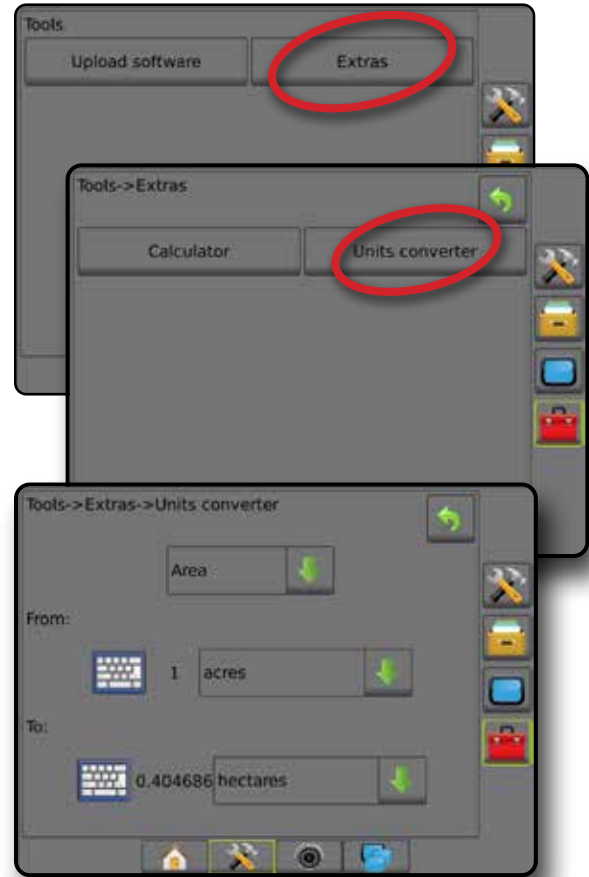 Tools
Upload software Extras
Tools->Extras
Calculator Units converter
Tools->Extras->Units converter
Area
From:
1 acres
To:
0.404686 hectares